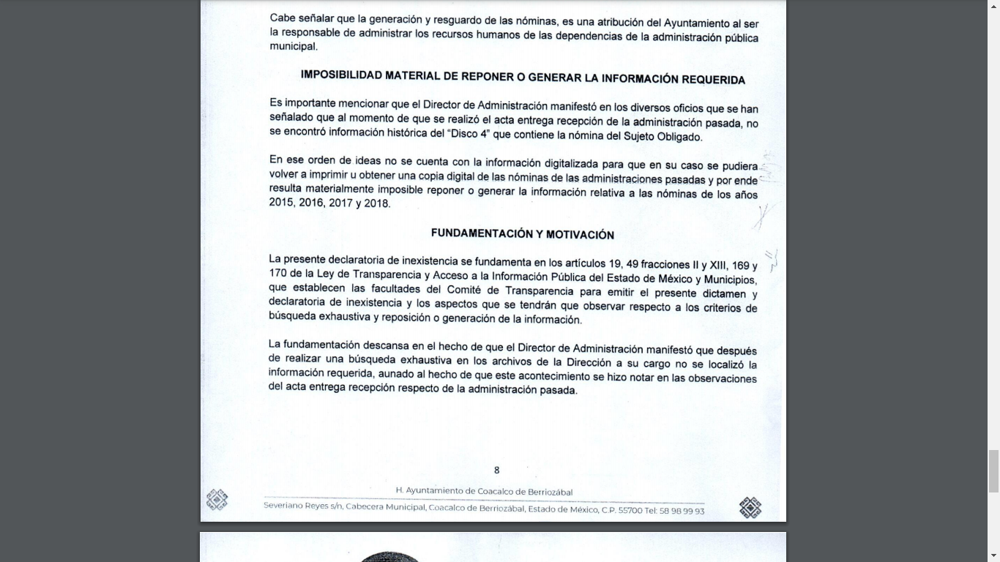 Cabe señalar que la generación y resguardo de las nóminas, es una atribución del Ayuntamiento al ser
la responsable de administrar los recursos humanos de las dependencias de la administración pública
municipal.
IMPOSIBILIDAD MATERIAL DE REPONER O GENERAR LA INFORMACIÓN REQUERIDA
Es importante mencionar que el Director de Administración manifestó en los diversos oficios que se han
señalado que al momento de que se realizó el acta entrega recepción de la administración pasada, no
se encontró información histórica del “Disco 4” que contiene la nómina del Sujeto Obligado.
En ese orden de ideas no se cuenta con la información digitalizada para que en su caso se pudiera
volver a imprimir u obtener una copia digital de las nóminas de las administraciones pasadas y por ende
resulta materialmente imposible reponer o generar la información relativa a las nóminas de los años
2015, 2016, 2017 y 2018.
FUNDAMENTACIÓN Y MOTIVACIÓN
La presente declaratoria de inexistencia se fundamenta en los artículos 19, 49 fracciones II y XIII, 169 y
170 de la Ley de Transparencia y Acceso a la Información Pública del Estado de México y Municipios,
que establecen las facultades del Comité de Transparencia para emitir el presente dictamen y
declaratoria de inexistencia y los aspectos que se tendrán que observar respecto a los criterios de
búsqueda exhaustiva y reposición o generación de la información.
La fundamentación descansa en el hecho de que el Director de Administración manifestó que después
de realizar una búsqueda exhaustiva en los archivos de la Dirección a su cargo no se localizó la
información requerida, aunado al hecho de que este acontecimiento se hizo notar en las observaciones
del acta entrega recepción respecto de la administración pasada.
8
H. Ayuntamiento de Coacalco de Berriozábal
Severiano Reyes s/n, Cabecera Municipal, Coacalco de Berriozábal, Estado de México, C.P. 55700 Tel: 58 98 99 93